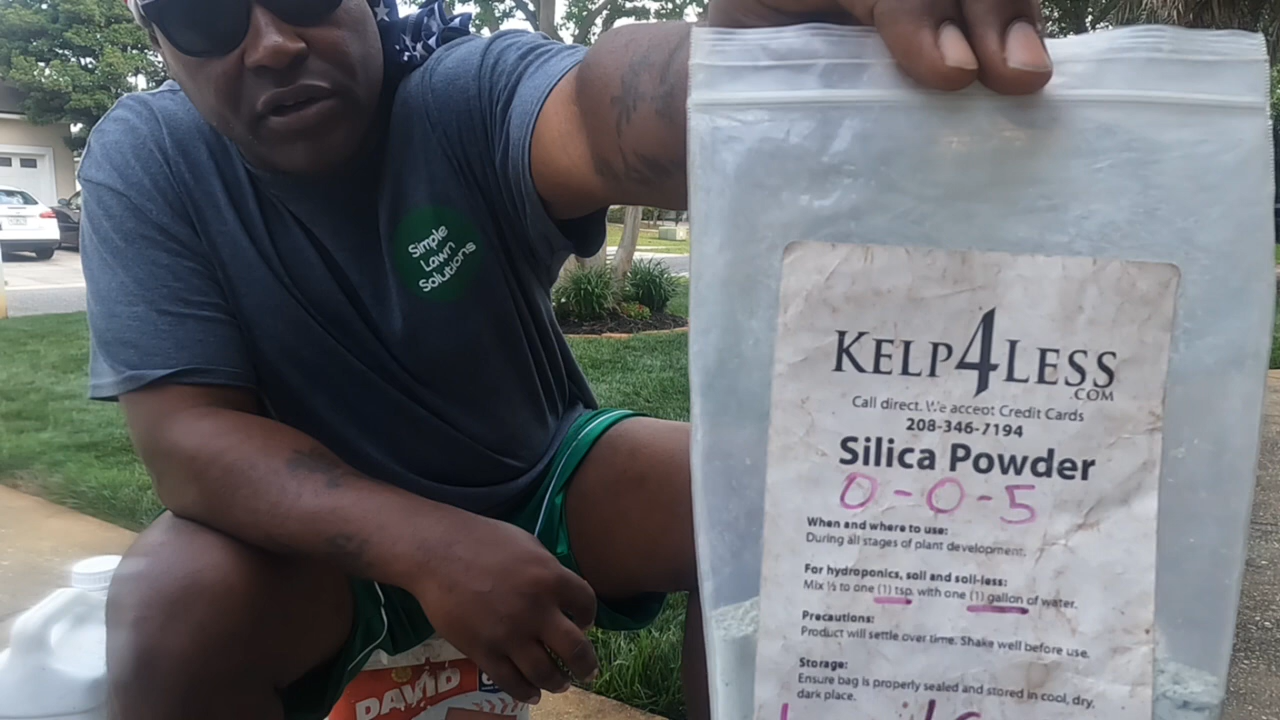 Simple
Lawn
Solutions
KELP4LESS
.COM
Call direct. We accept Credit Cards
208-346-7194
Silica Powder
0-0-5
When and where to use:
During all stages of plant development.
For hydroponics, soil and soil-less:
Mix ½ to one (1) tsp. with one (1) gallon of water.
Precautions:
Product will settle over time. Shake well before use.
Storage:
Ensure bag is properly sealed and stored in cool, dry,
dark place.
DAVID